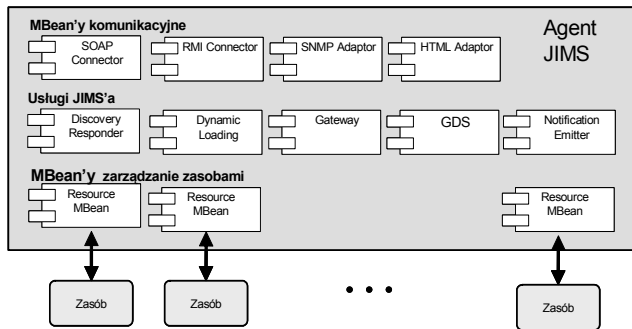 MBean'y komunikacyjne
Agent
JIMS
SOAP
Connector
RMI Connector
SNMP Adaptor
HTML Adaptor
Usługi JIMS'a
Discovery
Responder
Dynamic
Loading
Gateway
GDS
Notification
Emitter
MBean'y zarządzanie zasobami
Resource
MBean
Resource
MBean
Resource
MBean
Zasób
Zasób
• • •
Zasób